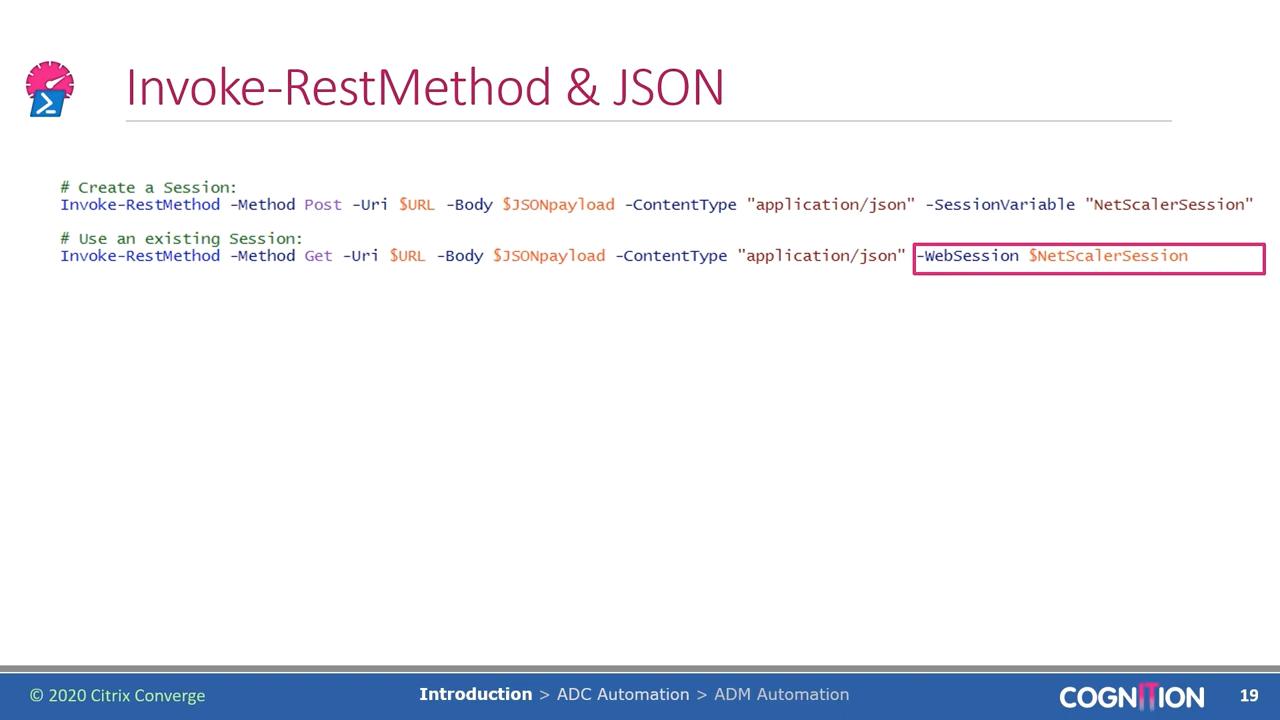 Invoke-RestMethod & JSON
# Create a Session:
Invoke-RestMethod -Method Post -Uri $URL -Body $JSONpayload -ContentType "application/json" -SessionVariable "NetScalerSession"
# Use an existing Session:
Invoke-RestMethod -Method Get -Uri $URL -Body $JSONpayload -ContentType "application/json" -WebSession $NetScalerSession
© 2020 Citrix Converge
Introduction > ADC Automation > ADM Automation
COGNITION
19